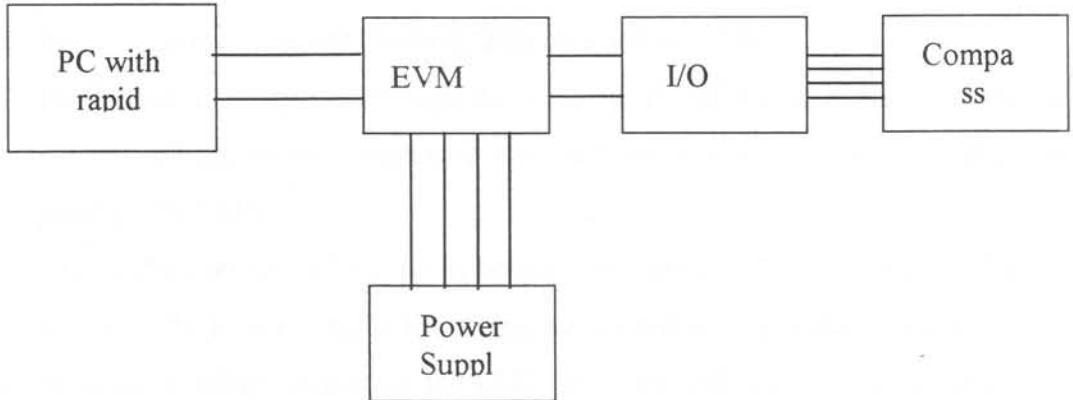 PC with
rapid
EVM
I/O
Compa
ss
Power
Suppl